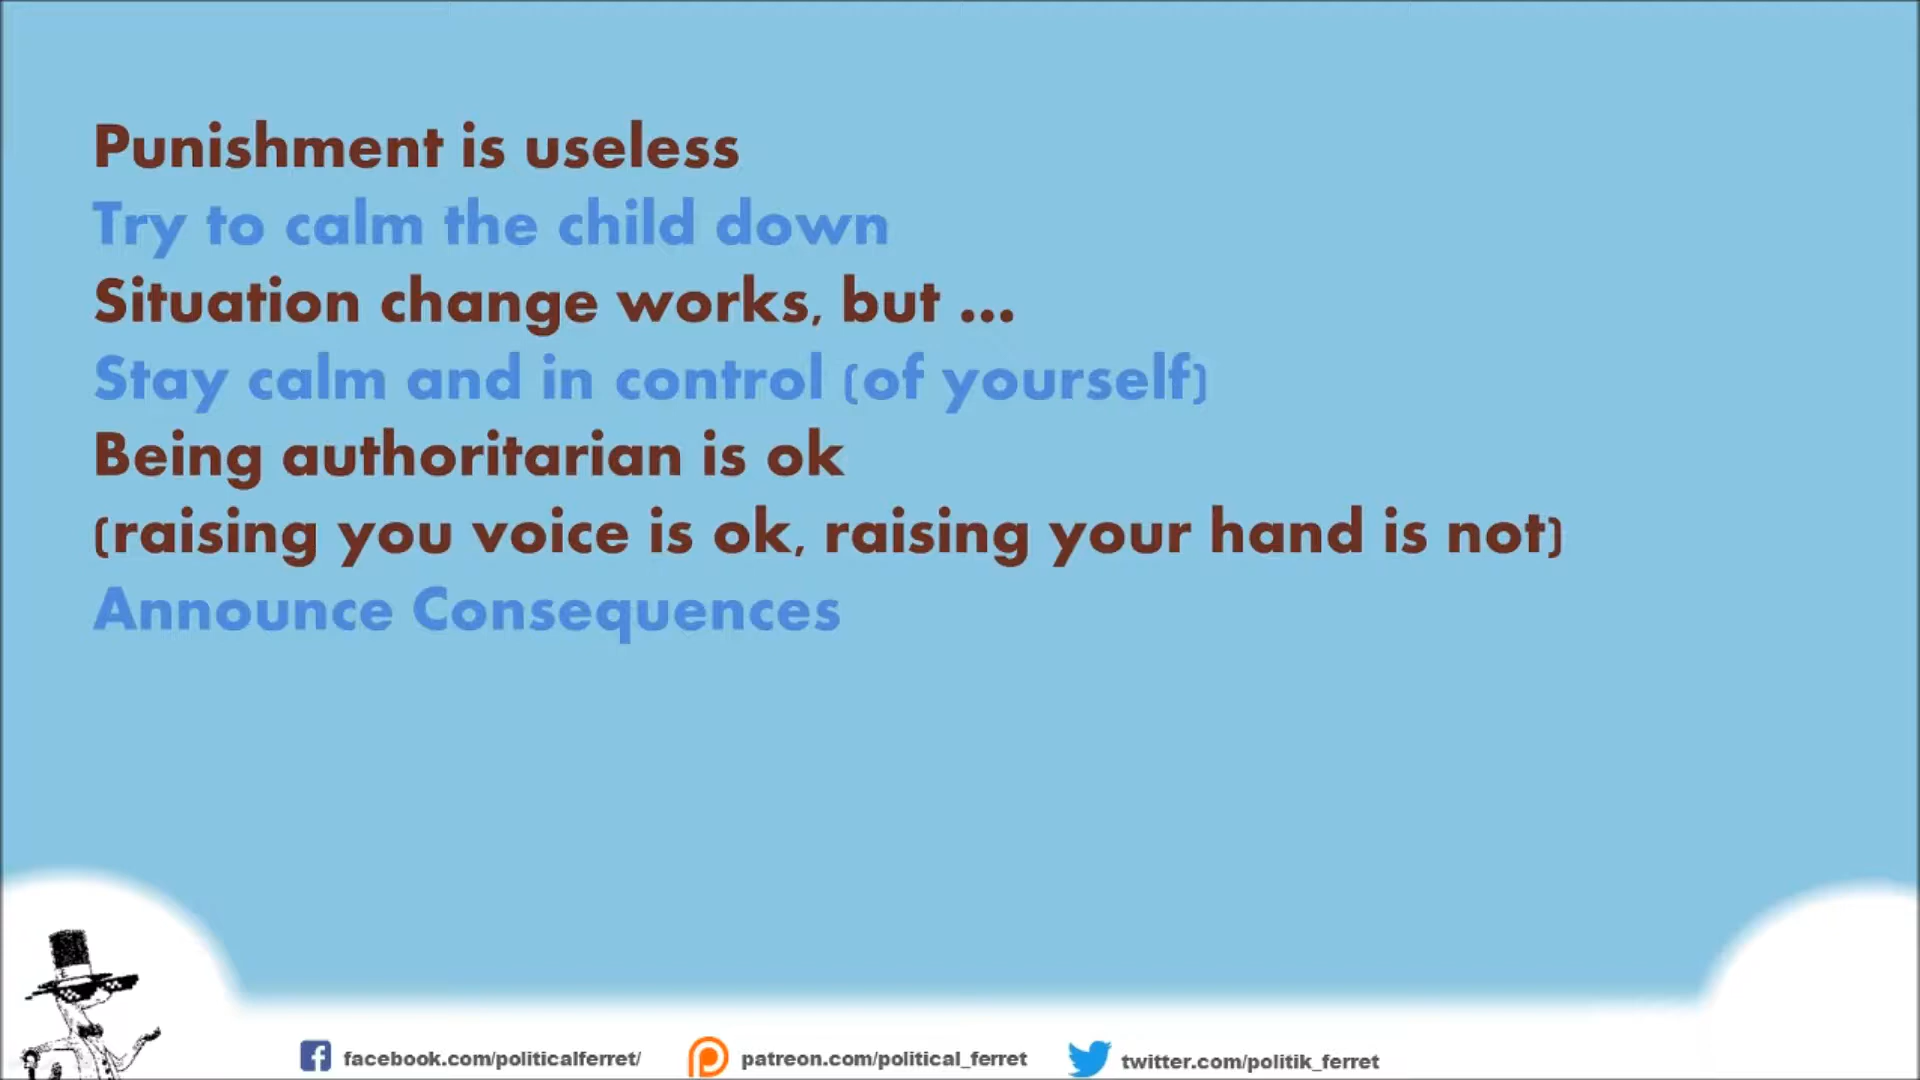 Punishment is useless
Try to calm the child down
Situation change works, but ...
Stay calm and in control (of yourself)
Being authoritarian is ok
(raising you voice is ok, raising your hand is not)
Announce Consequences
facebook.com/politicalferret/
patreon.com/political_ferret
twitter.com/politik_ferret